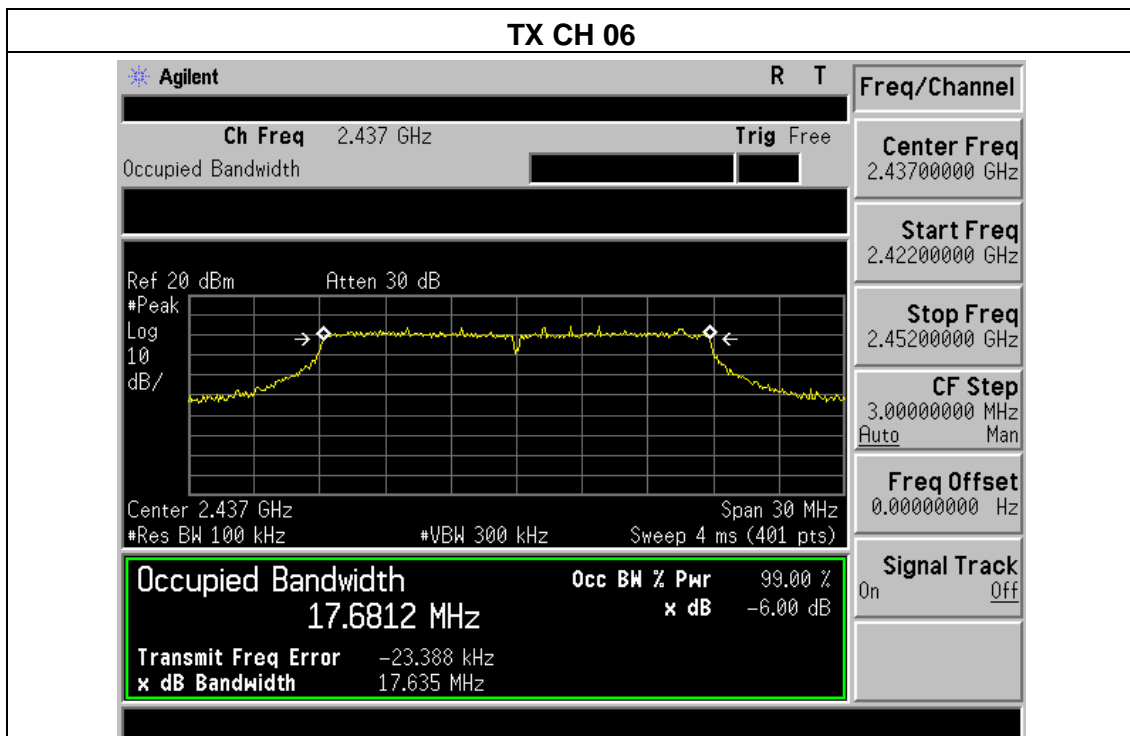 TX CH 06
Agilent R T
Freq/Channel
Ch Freq 2.437 GHz Trig Free
Occupied Bandwidth
Center Freq
2.43700000 GHz
Start Freq
2.42200000 GHz
Stop Freq
2.45200000 GHz
CF Step
3.00000000 MHz
Auto Man
Freq Offset
0.00000000 Hz
Signal Track
On Off
Ref 20 dBm Atten 30 dB
#Peak
Log
10
dB/
Center 2.437 GHz Span 30 MHz
#Res BW 100 kHz #VBW 300 kHz Sweep 4 ms (401 pts)
Occupied Bandwidth Occ BW % Pwr 99.00 %
17.6812 MHz x dB -6.00 dB
Transmit Freq Error -23.388 kHz
x dB Bandwidth 17.635 MHz